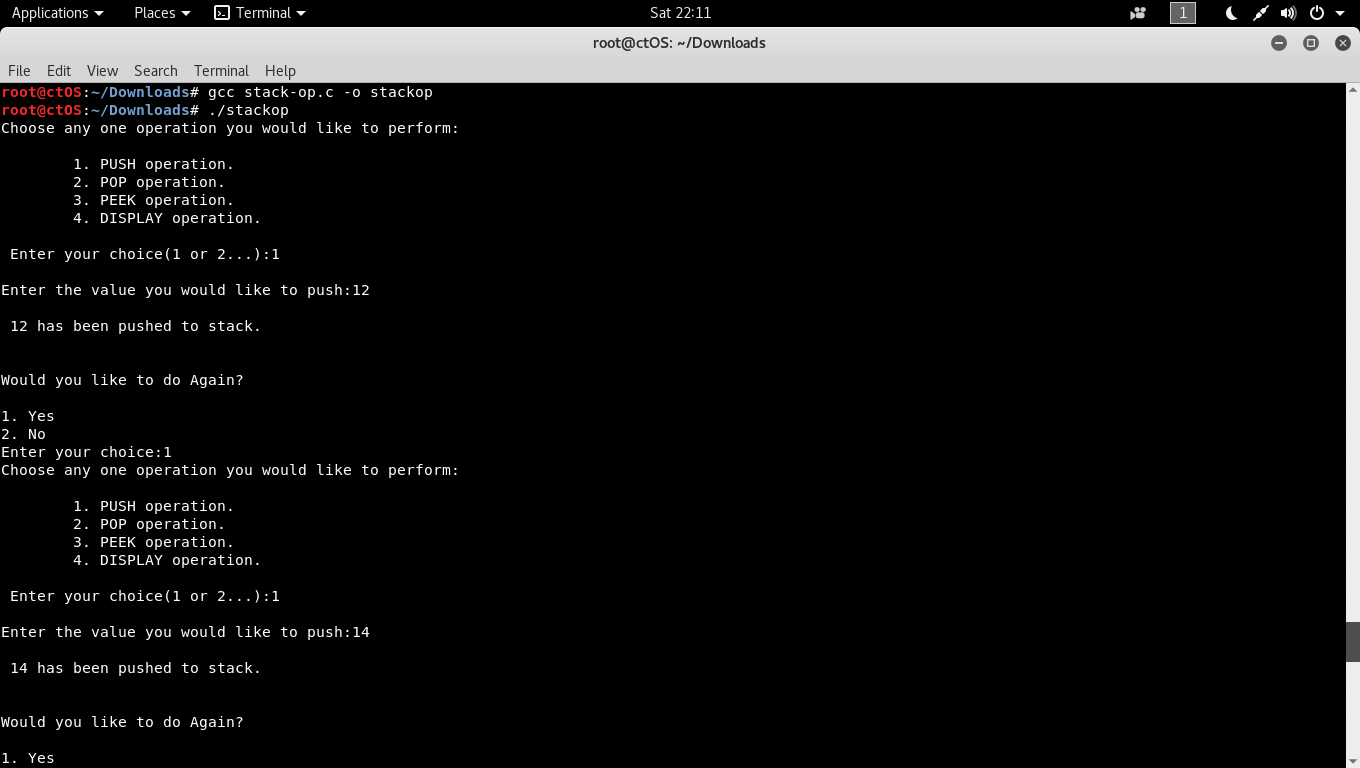 Applications Places Terminal Sat 22:11 1
root@ctOS: ~/Downloads
File Edit View Search Terminal Help
root@ctOS:~/Downloads# gcc stack-op.c -o stackop
root@ctOS:~/Downloads# ./stackop
Choose any one operation you would like to perform:
1. PUSH operation.
2. POP operation.
3. PEEK operation.
4. DISPLAY operation.
Enter your choice(1 or 2...):1
Enter the value you would like to push:12
12 has been pushed to stack.
Would you like to do Again?
1. Yes
2. No
Enter your choice:1
Choose any one operation you would like to perform:
1. PUSH operation.
2. POP operation.
3. PEEK operation.
4. DISPLAY operation.
Enter your choice(1 or 2...):1
Enter the value you would like to push:14
14 has been pushed to stack.
Would you like to do Again?
1. Yes